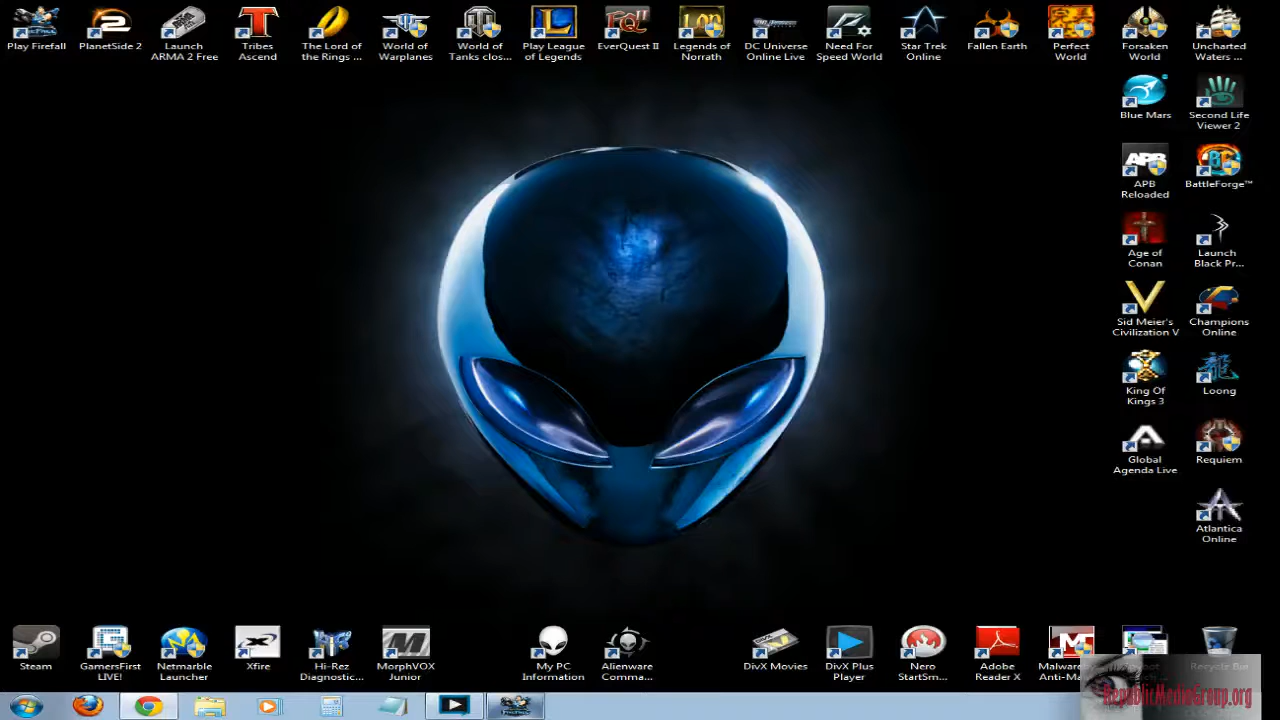 Play Firefall
PlanetSide 2
Launch
ARMA 2 Free
Tribes
Ascend
The Lord of
the Rings ...
World of
Warplanes
World of
Tanks clos...
Play League
of Legends
EverQuest II
Legends of
Norrath
DC Universe
Online Live
Need For
Speed World
Star Trek
Online
Fallen Earth
Perfect
World
Forsaken
World
Uncharted
Waters ...
Blue Mars
Second Life
Viewer 2
APB
Reloaded
BattleForge™
Age of
Conan
Launch
Black Pr...
Sid Meier's
Civilization V
Champions
Online
King Of
Kings 3
Loong
Global
Agenda Live
Requiem
Atlantica
Online
Steam
GamersFirst
LIVE!
Netmarble
Launcher
Xfire
Hi-Rez
Diagnostic...
MorphVOX
Junior
My PC
Information
Alienware
Comma...
DivX Movies
DivX Plus
Player
Nero
StartSm...
Adobe
Reader X
Malware
Anti-Ma
Recycle Bin
RepublicMediaGroup.org